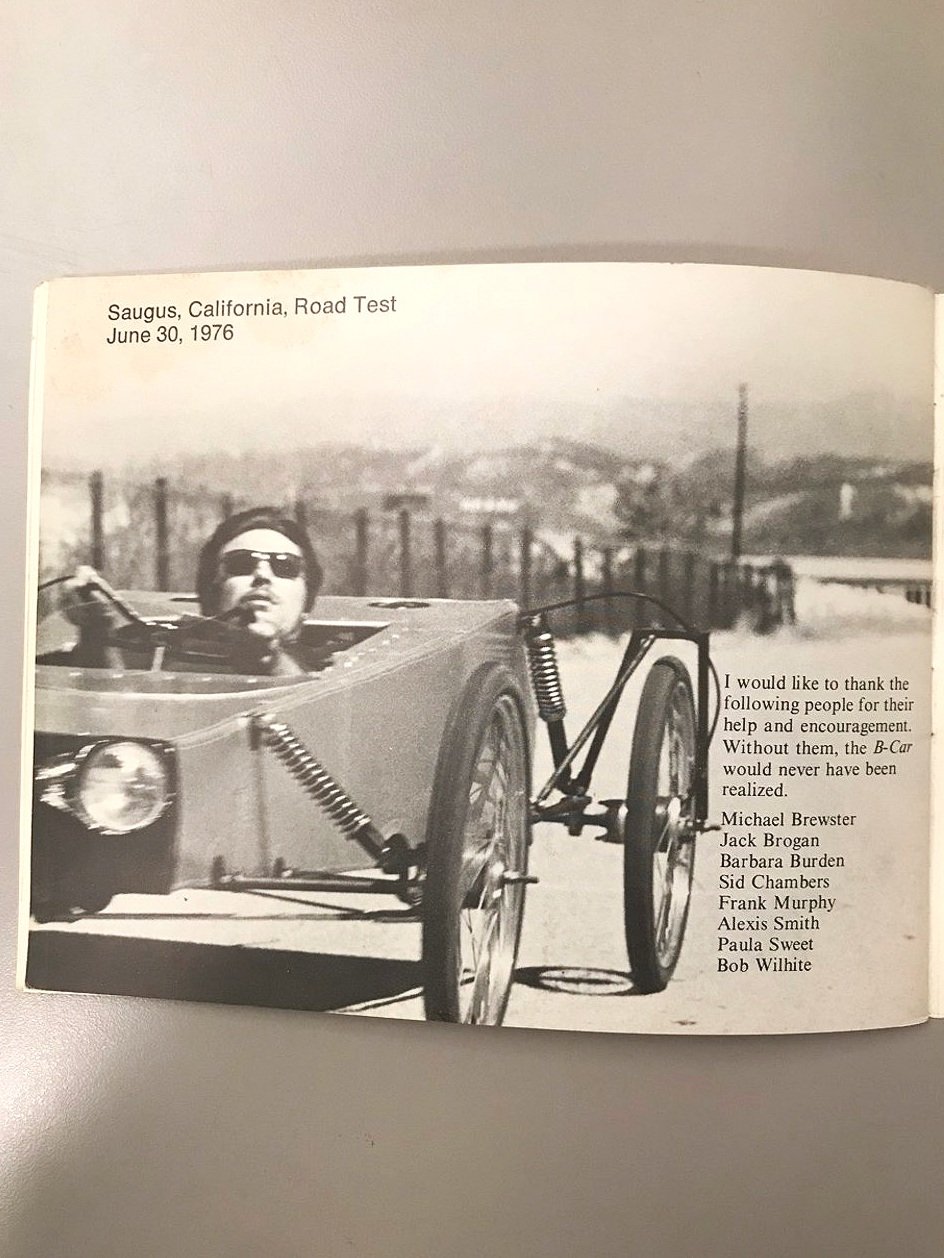 Saugus, California, Road Test
June 30, 1976
I would like to thank the
following people for their
help and encouragement.
Without them, the B-Car
would never have been
realized.
Michael Brewster
Jack Brogan
Barbara Burden
Sid Chambers
Frank Murphy
Alexis Smith
Paula Sweet
Bob Wilhite